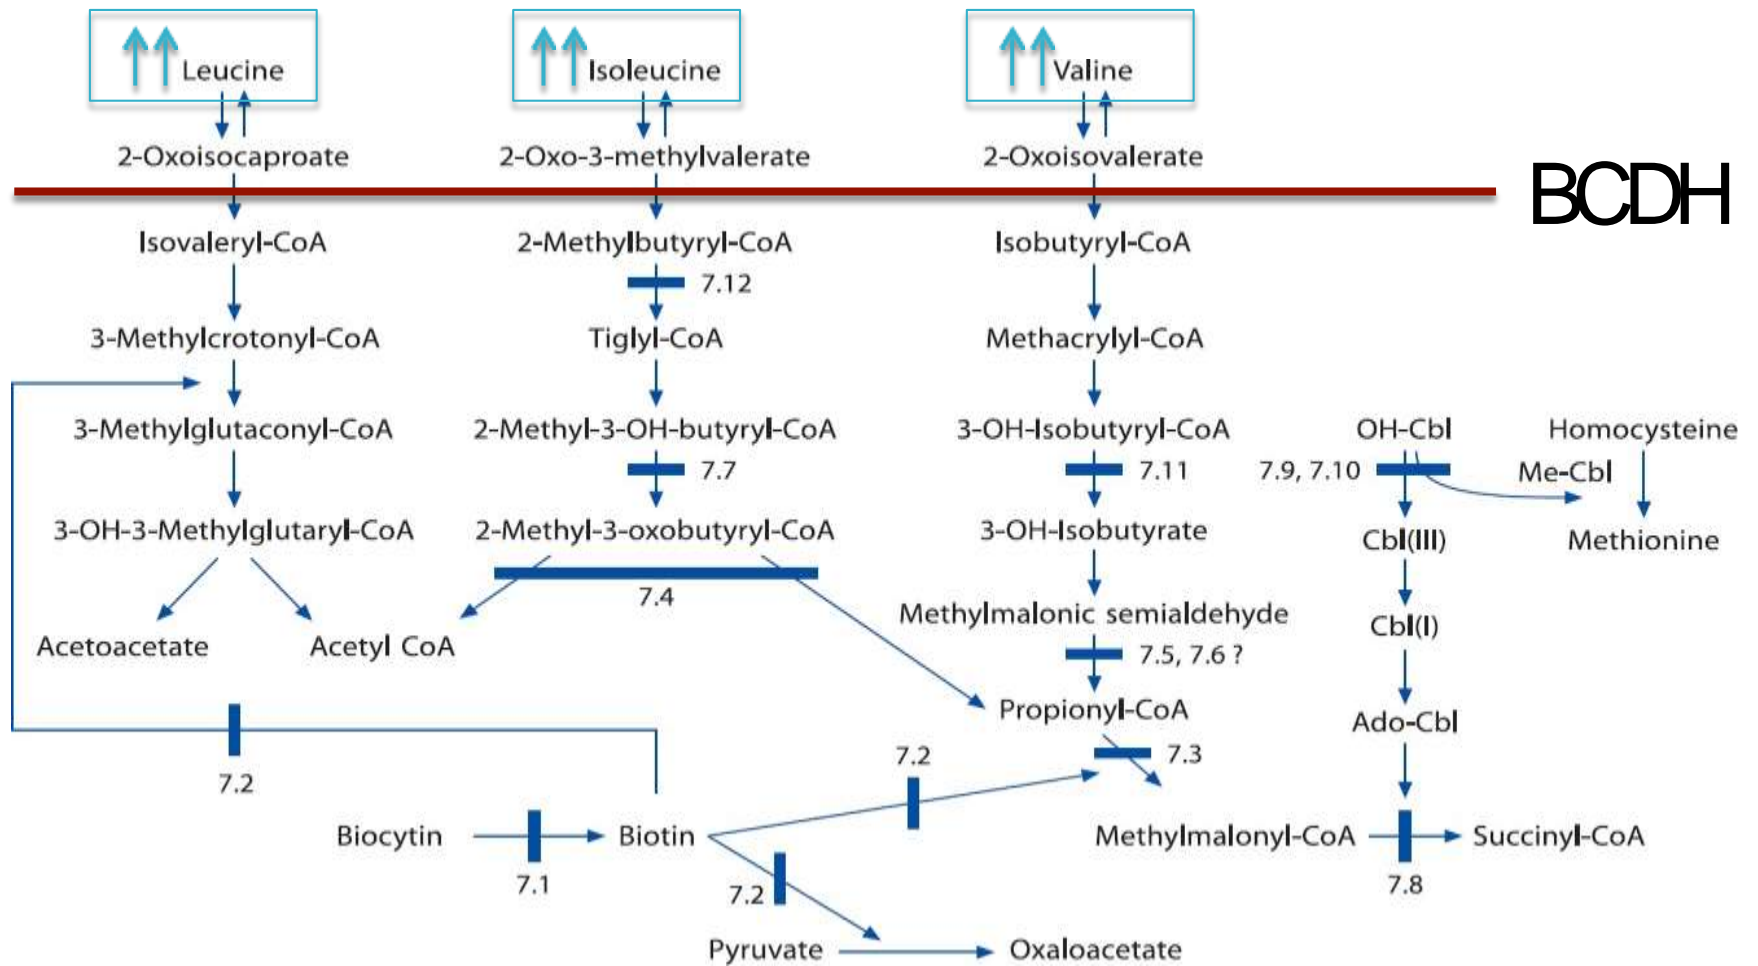 Leucine
Isoleucine
Valine
2-Oxoisocaproate
2-Oxo-3-methylvalerate
2-Oxoisovalerate
BCDH
Isovaleryl-CoA
2-Methylbutyryl-CoA
Isobutyryl-CoA
7.12
3-Methylcrotonyl-CoA
Tiglyl-CoA
Methacrylyl-CoA
3-Methylglutaconyl-CoA
2-Methyl-3-OH-butyryl-CoA
3-OH-Isobutyryl-CoA
OH-Cbl
Homocysteine
7.7
7.11
7.9, 7.10
Me-Cbl
3-OH-3-Methylglutaryl-CoA
2-Methyl-3-oxobutyryl-CoA
3-OH-Isobutyrate
Cbl(III)
Methionine
7.4
Methylmalonic semialdehyde
Cbl(I)
Acetoacetate
Acetyl CoA
7.5, 7.6 ?
Propionyl-CoA
Ado-Cbl
7.2
7.2
7.3
Biocytin
Biotin
Methylmalonyl-CoA
Succinyl-CoA
7.1
7.2
7.8
Pyruvate
Oxaloacetate